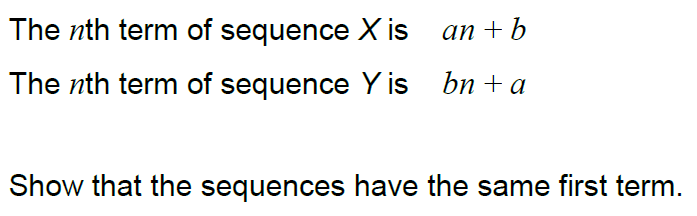 The nth term of sequence X is an + b
The nth term of sequence Y is bn + a
Show that the sequences have the same first term.